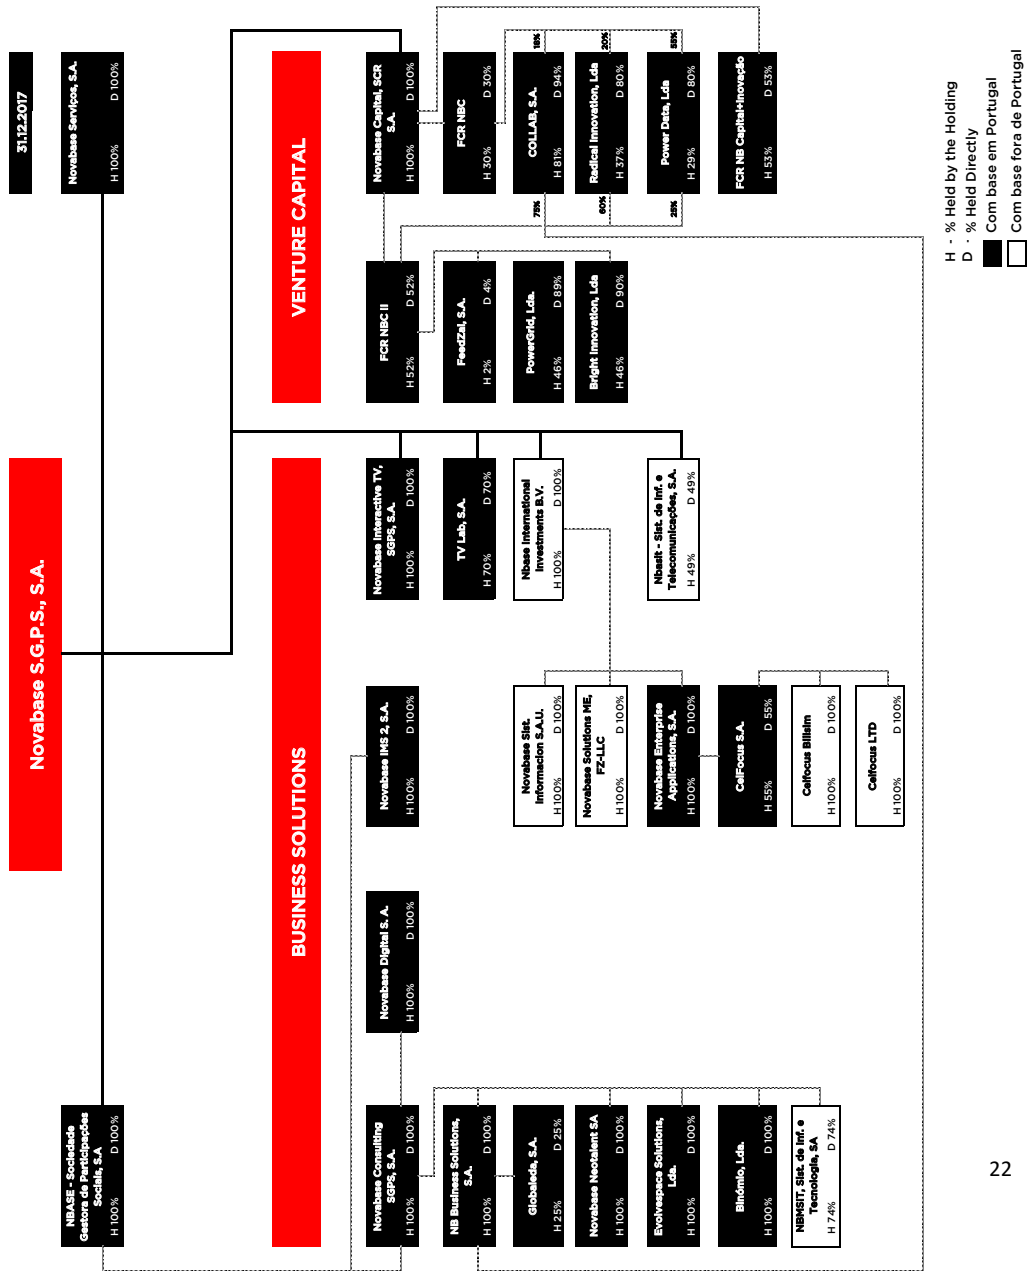 Novabase S.G.P.S., S.A.
31.12.2017
NBASE - Sociedade
Gestora de Participações
Sociais, S.A
H 100% D 100%
Novabase Serviços, S.A.
H 100% D 100%
BUSINESS SOLUTIONS
VENTURE CAPITAL
Novabase Consulting
SGPS, S.A.
H 100% D 100%
Novabase Digital S. A.
H 100% D 100%
Novabase IMS 2, S.A.
H 100% D 100%
Novabase Interactive TV,
SGPS, S.A.
H 100% D 100%
FCR NBC II
H 52% D 52%
Novabase Capital, SCR
S.A.
H 100% D 100%
NB Business Solutions,
S.A.
H 100% D 100%
TV Lab, S.A.
H 70% D 70%
FeedZai, S.A.
H 2% D 4%
FCR NBC
H 30% D 30%
Globaleda, S.A.
H 25% D 25%
Novabase Sist.
Informacion S.A.U.
H 100% D 100%
Nbase International
Investments B.V.
H 100% D 100%
PowerGrid, Lda.
H 46% D 89%
75%
COLLAB, S.A.
H 81% D 94%
18%
Novabase Neotalent SA
H 100% D 100%
Novabase Solutions ME,
FZ-LLC
H 100% D 100%
Bright Innovation, Lda
H 46% D 90%
60%
Radical Innovation, Lda
H 37% D 80%
20%
Evolvespace Solutions,
Lda.
H 100% D 100%
Novabase Enterprise
Applications, S.A.
H 100% D 100%
Nbasit - Sist. de Inf. e
Telecomunicações, S.A.
H 49% D 49%
25%
Power Data, Lda
H 29% D 80%
55%
Binómio, Lda.
H 100% D 100%
CelFocus S.A.
H 55% D 55%
FCR NB Capital+Inovação
H 53% D 53%
NBMSIT, Sist. de Inf. e
Tecnologia, SA
H 74% D 74%
Celfocus Bilisim
H 100% D 100%
Celfocus LTD
H 100% D 100%
H - % Held by the Holding
D - % Held Directly
Com base em Portugal
Com base fora de Portugal
22